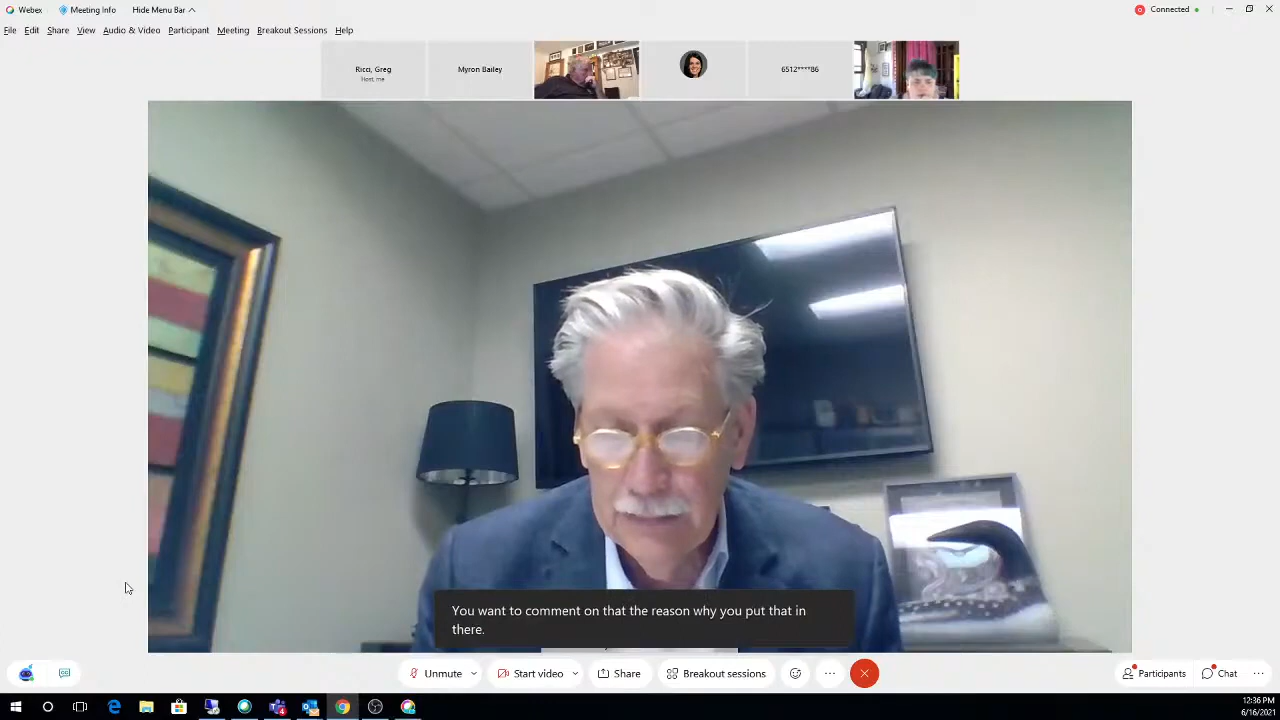 Webex
Meeting Info
Hide Menu Bar
Connected
File Edit Share View Audio & Video Participant Meeting Breakout Sessions Help
Ricci, Greg
Host, me
Myron Bailey
6512****86
You want to comment on that the reason why you put that in
there.
Unmute
Start video
Share
Breakout sessions
Participants
Chat
12:36 PM
6/16/2021